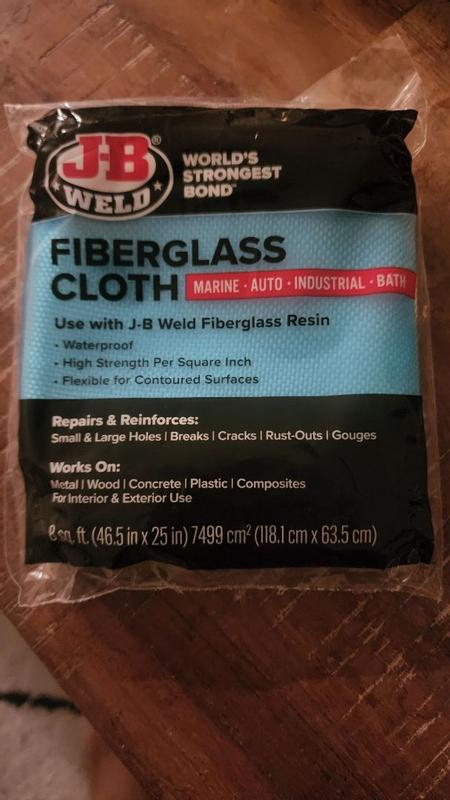 J-B
WELD®
WORLD'S
STRONGEST
BOND™
FIBERGLASS
CLOTH
MARINE · AUTO · INDUSTRIAL · BATH
Use with J-B Weld Fiberglass Resin
- Waterproof
- High Strength Per Square Inch
- Flexible for Contoured Surfaces
Repairs & Reinforces:
Small & Large Holes | Breaks | Cracks | Rust-Outs | Gouges
Works On:
Metal | Wood | Concrete | Plastic | Composites
For Interior & Exterior Use
8 sq. ft. (46.5 in x 25 in) 7499 cm² (118.1 cm x 63.5 cm)